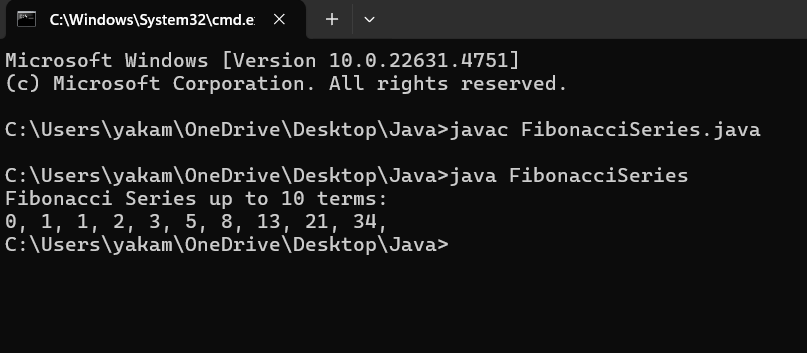 C:\Windows\System32\cmd.e
Microsoft Windows [Version 10.0.22631.4751]
(c) Microsoft Corporation. All rights reserved.
C:\Users\yakam\OneDrive\Desktop\Java>javac FibonacciSeries.java
C:\Users\yakam\OneDrive\Desktop\Java>java FibonacciSeries
Fibonacci Series up to 10 terms:
0, 1, 1, 2, 3, 5, 8, 13, 21, 34,
C:\Users\yakam\OneDrive\Desktop\Java>